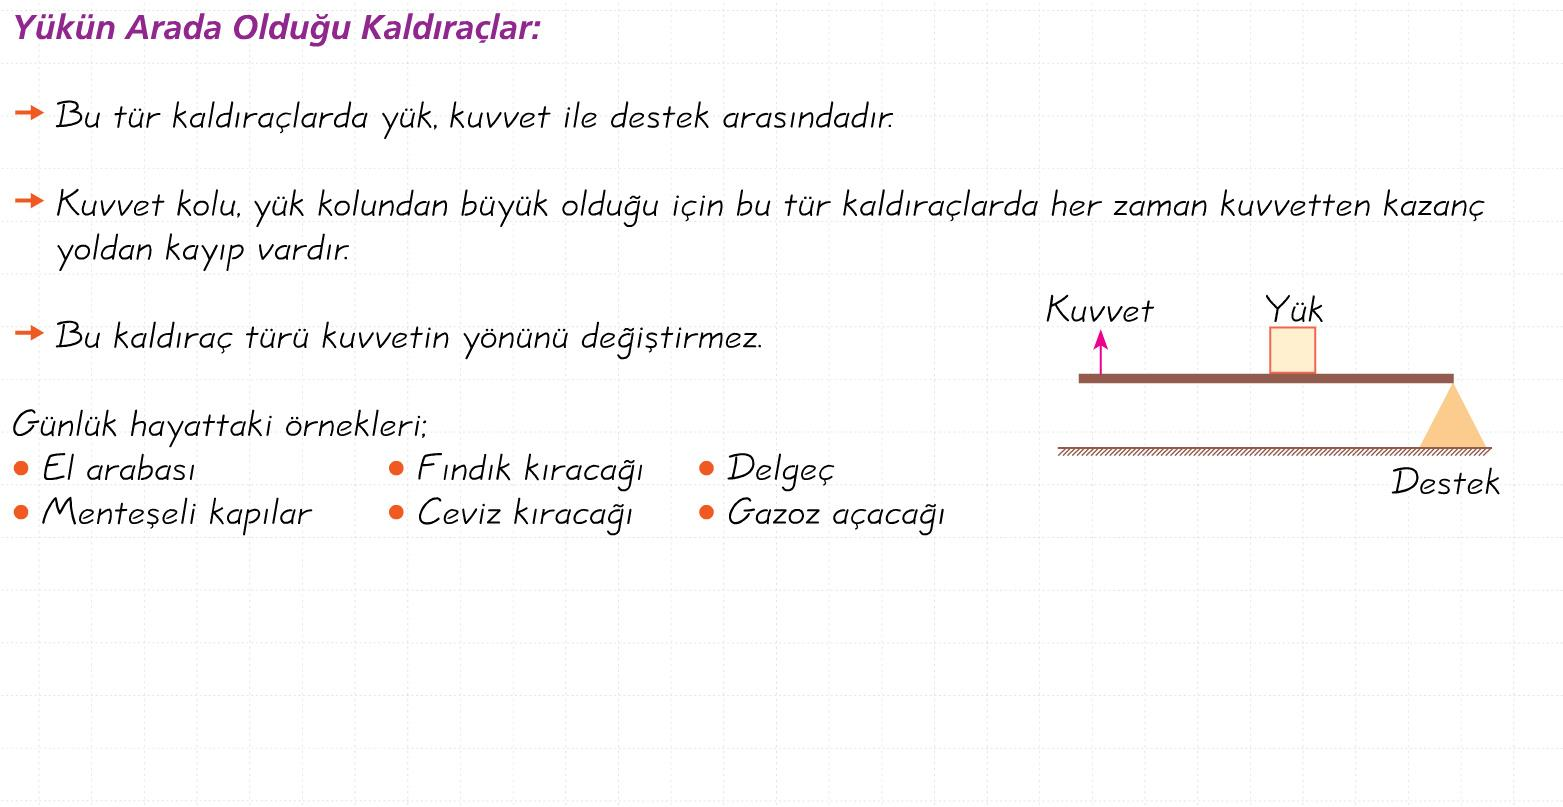 Yükün Arada Olduğu Kaldıraçlar:
Bu tür kaldıraçlarda yük, kuvvet ile destek arasındadır.
Kuvvet kolu, yük kolundan büyük olduğu için bu tür kaldıraçlarda her zaman kuvvetten kazanç
yoldan kayıp vardır.
Bu kaldıraç türü kuvvetin yönünü değiştirmez.
Kuvvet Yük
Destek
Günlük hayattaki örnekleri;
• El arabası • Fındık kıracağı • Delgeç
• Menteşeli kapılar • Ceviz kıracağı • Gazoz açacağı